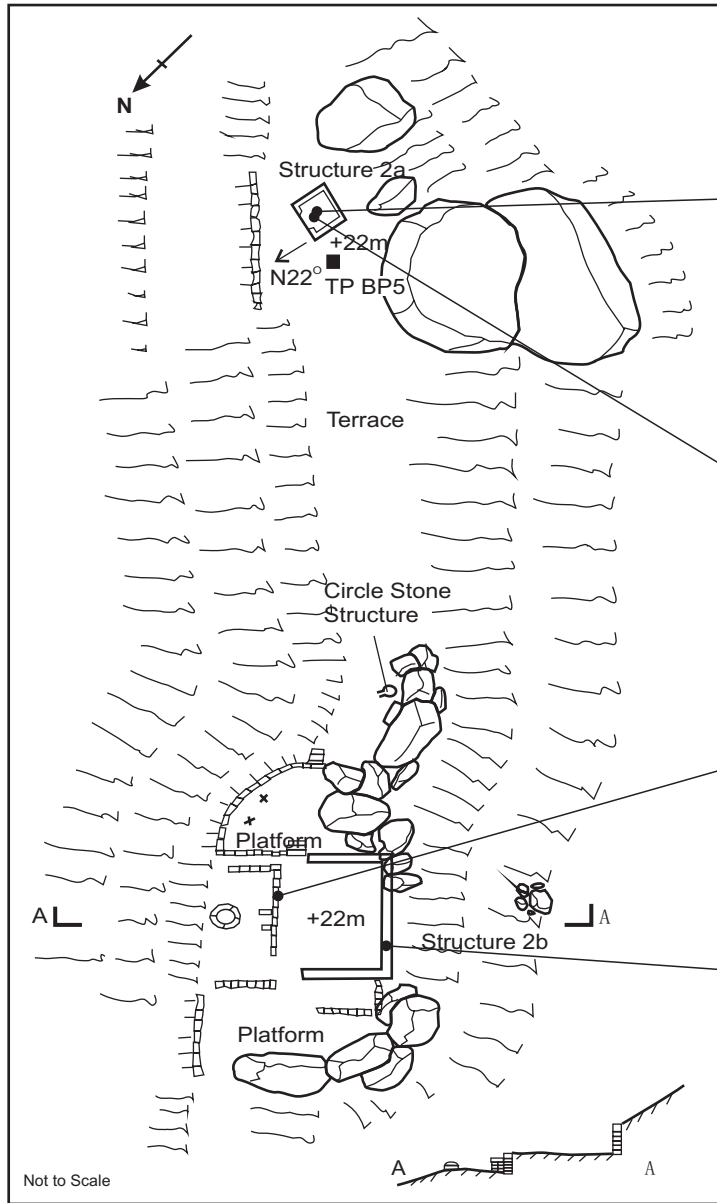 N
Structure 2a
+22m
N22°
TP BP5
Terrace
Circle Stone
Structure
Platform
A
+22m
A
Structure 2b
Platform
A
A
Not to Scale